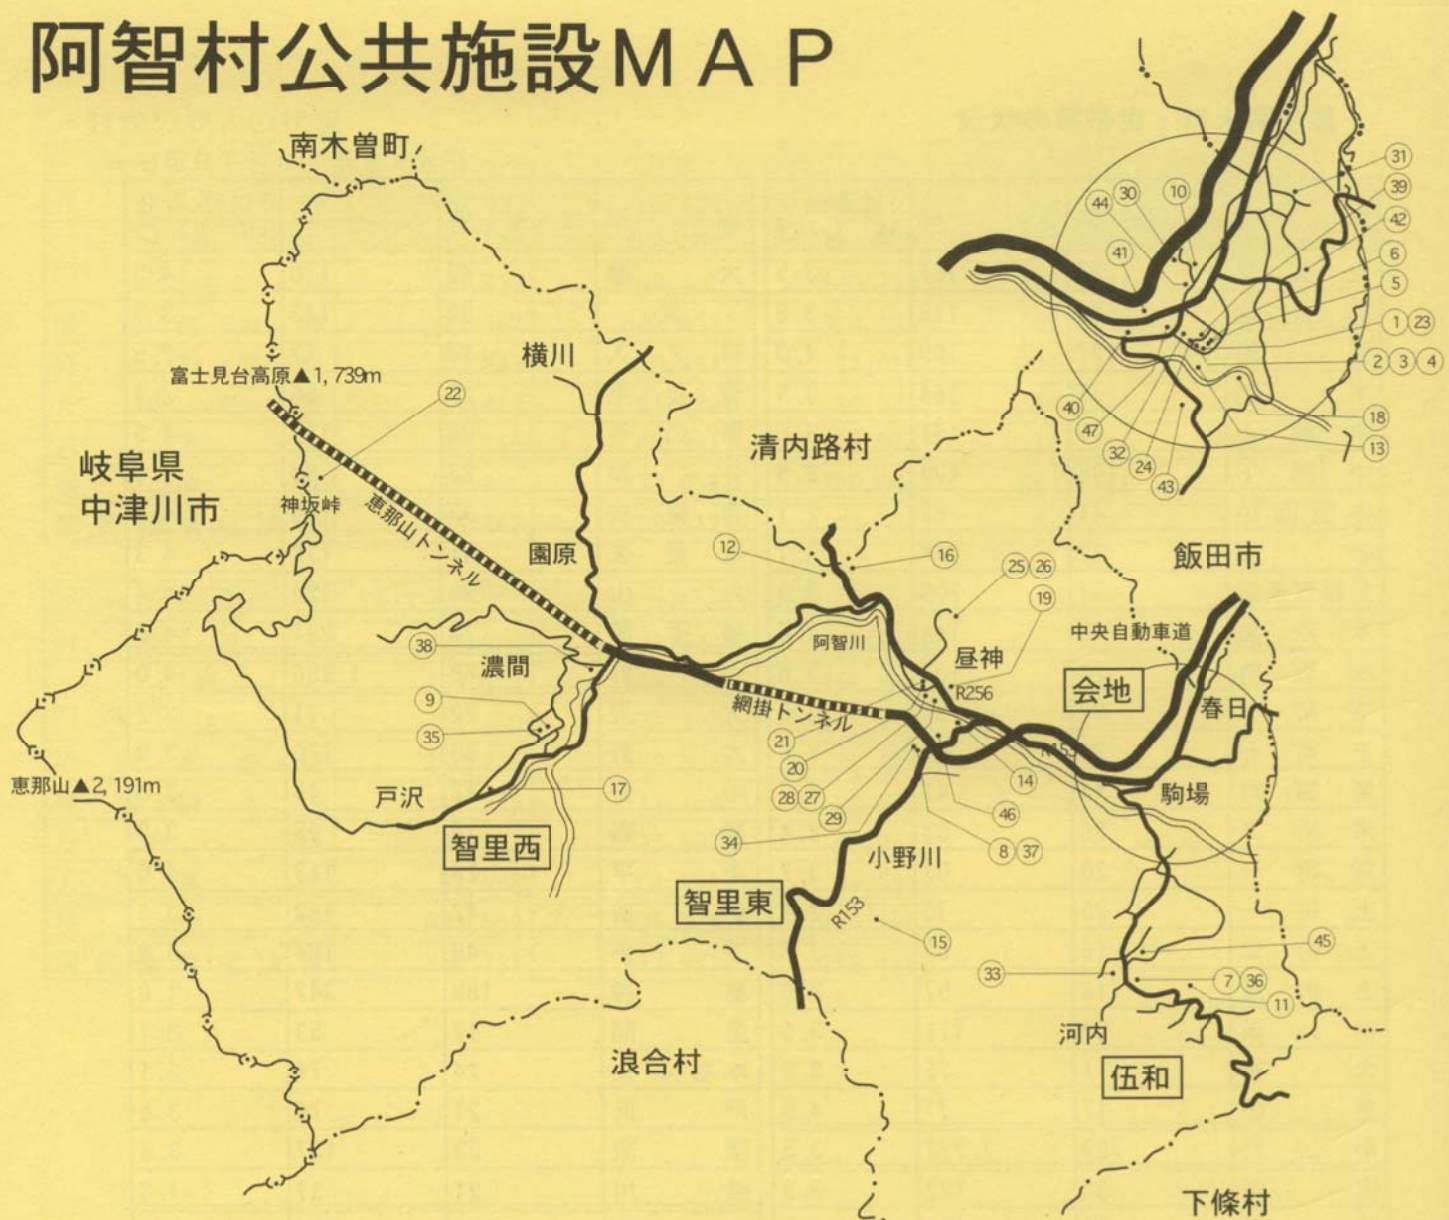 阿智村公共施設MAP
南木曽町
富士見台高原▲1,739m
岐阜県
中津川市
神坂峠
恵那山トンネル
横川
園原
清内路村
飯田市
中央自動車道
阿智川
昼神
R256
網掛トンネル
会地
春日
R153
駒場
濃間
恵那山▲2,191m
戸沢
智里西
小野川
智里東
R153
浪合村
河内
伍和
下條村
31
39
10
30
44
42
41
6
5
1 23
2 3 4
40
47
32
24
43
18
13
22
12
16
25 26
19
38
9
35
17
21
20
28 27
29
14
46
34
8 37
15
33
45
7 36
11